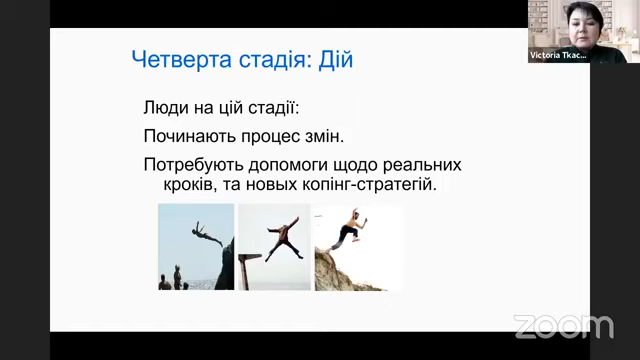 Четверта стадія: Дій
Люди на цій стадії:
Починають процес змін.
Потребують допомоги щодо реальних
кроків, та нових копінг-стратегій.
Victoria Tkac...
zoom